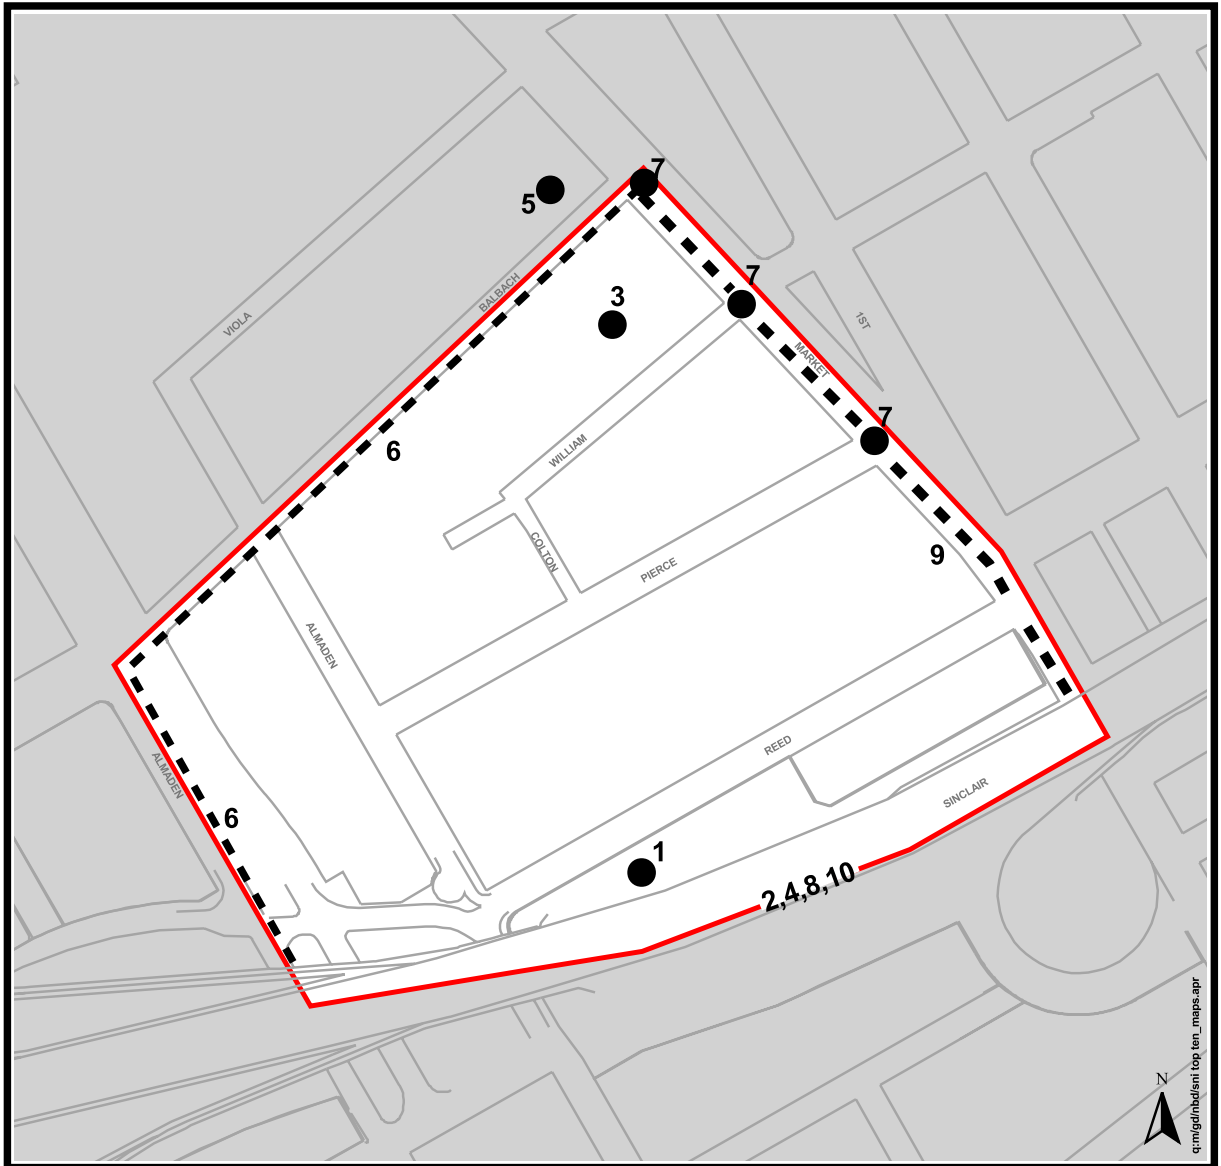 7
5
BALBACH
7
3
VIOLA
1ST
MARKET
7
6
WILLIAM
COLTON
9
PIERCE
ALMADEN
REED
ALMADEN
SINCLAIR
6
1
2,4,8,10
N
q:m/gd/nbd/sni top ten_maps.apr